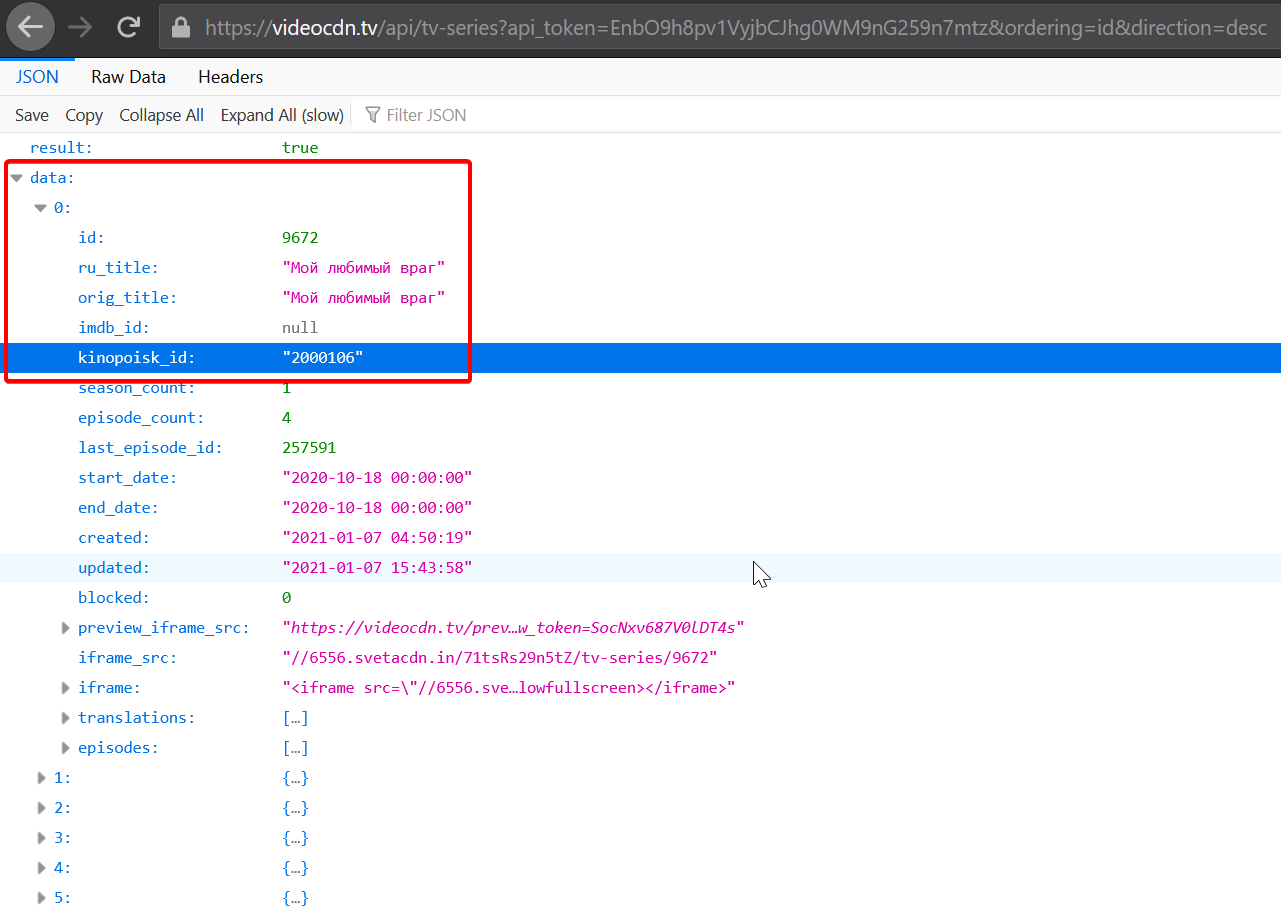 https://videocdn.tv/api/tv-series?api_token=EnbO9h8pv1VyjbCJhg0WM9nG259n7mtz&ordering=id&direction=desc
JSON Raw Data Headers
Save Copy Collapse All Expand All (slow) Filter JSON
result: true
data:
0:
id: 9672
ru_title: "Мой любимый враг"
orig_title: "Мой любимый враг"
imdb_id: null
kinopoisk_id: "2000106"
season_count: 1
episode_count: 4
last_episode_id: 257591
start_date: "2020-10-18 00:00:00"
end_date: "2020-10-18 00:00:00"
created: "2021-01-07 04:50:19"
updated: "2021-01-07 15:43:58"
blocked: 0
preview_iframe_src: "https://videocdn.tv/prev…w_token=SocNxv687V0lDT4s"
iframe_src: "//6556.svetacdn.in/71tsRs29n5tZ/tv-series/9672"
iframe: "<iframe src=\"//6556.sve…lowfullscreen></iframe>"
translations: […]
episodes: […]
1: {…}
2: {…}
3: {…}
4: {…}
5: {…}